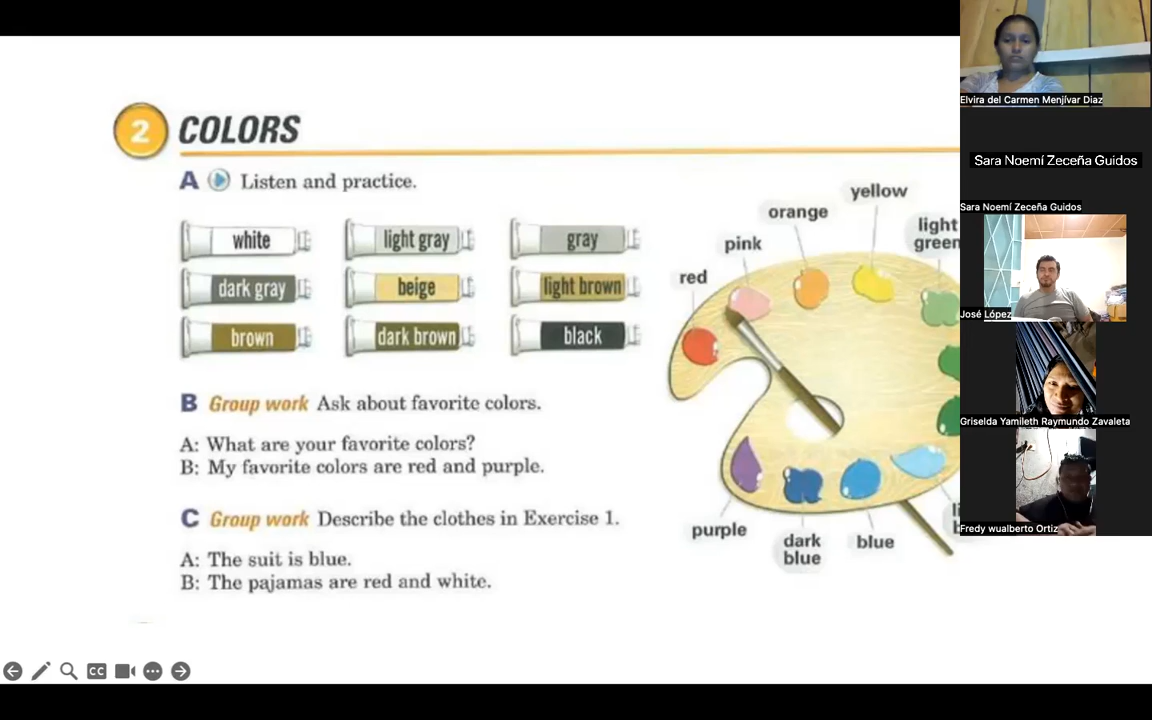 2 COLORS
A Listen and practice.
white light gray gray
dark gray beige light brown
brown dark brown black
B Group work Ask about favorite colors.
A: What are your favorite colors?
B: My favorite colors are red and purple.
C Group work Describe the clothes in Exercise 1.
A: The suit is blue.
B: The pajamas are red and white.
yellow
orange
light
green
pink
red
purple
dark
blue
blue
CC
Elvira del Carmen Menjívar Diaz
Sara Noemí Zeceña Guidos
Sara Noemí Zeceña Guidos
José López
Griselda Yamileth Raymundo Zavaleta
Fredy wualberto Ortiz